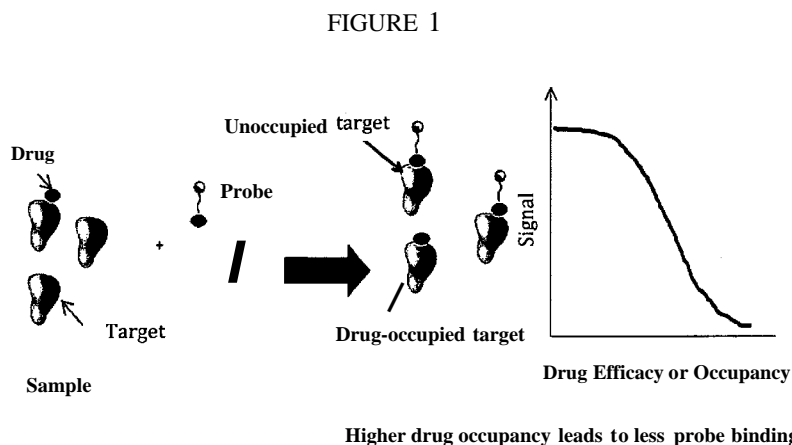 FIGURE 1
Unoccupied target
Drug
Probe
+
Signal
Target
Drug-occupied target
Sample
Drug Efficacy or Occupancy
Higher drug occupancy leads to less probe binding